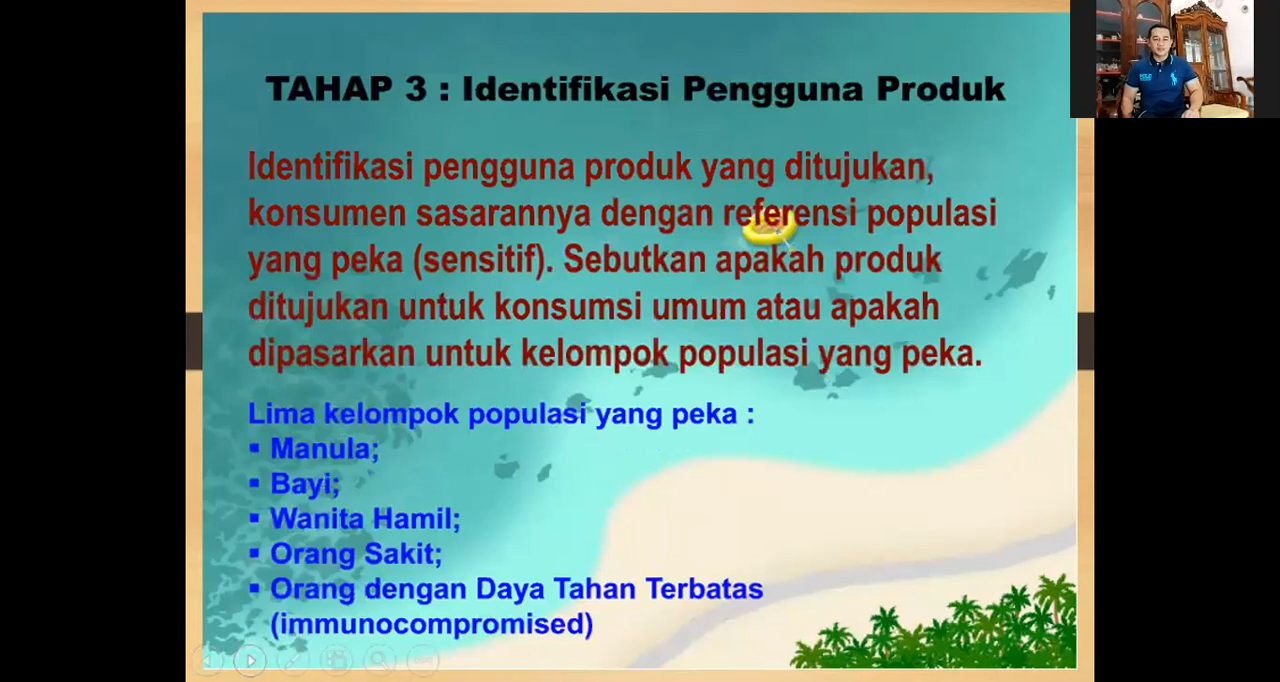 TAHAP 3 : Identifikasi Pengguna Produk
Identifikasi pengguna produk yang ditujukan,
konsumen sasarannya dengan referensi populasi
yang peka (sensitif). Sebutkan apakah produk
ditujukan untuk konsumsi umum atau apakah
dipasarkan untuk kelompok populasi yang peka.
Lima kelompok populasi yang peka :
▪ Manula;
▪ Bayi;
▪ Wanita Hamil;
▪ Orang Sakit;
▪ Orang dengan Daya Tahan Terbatas
(immunocompromised)